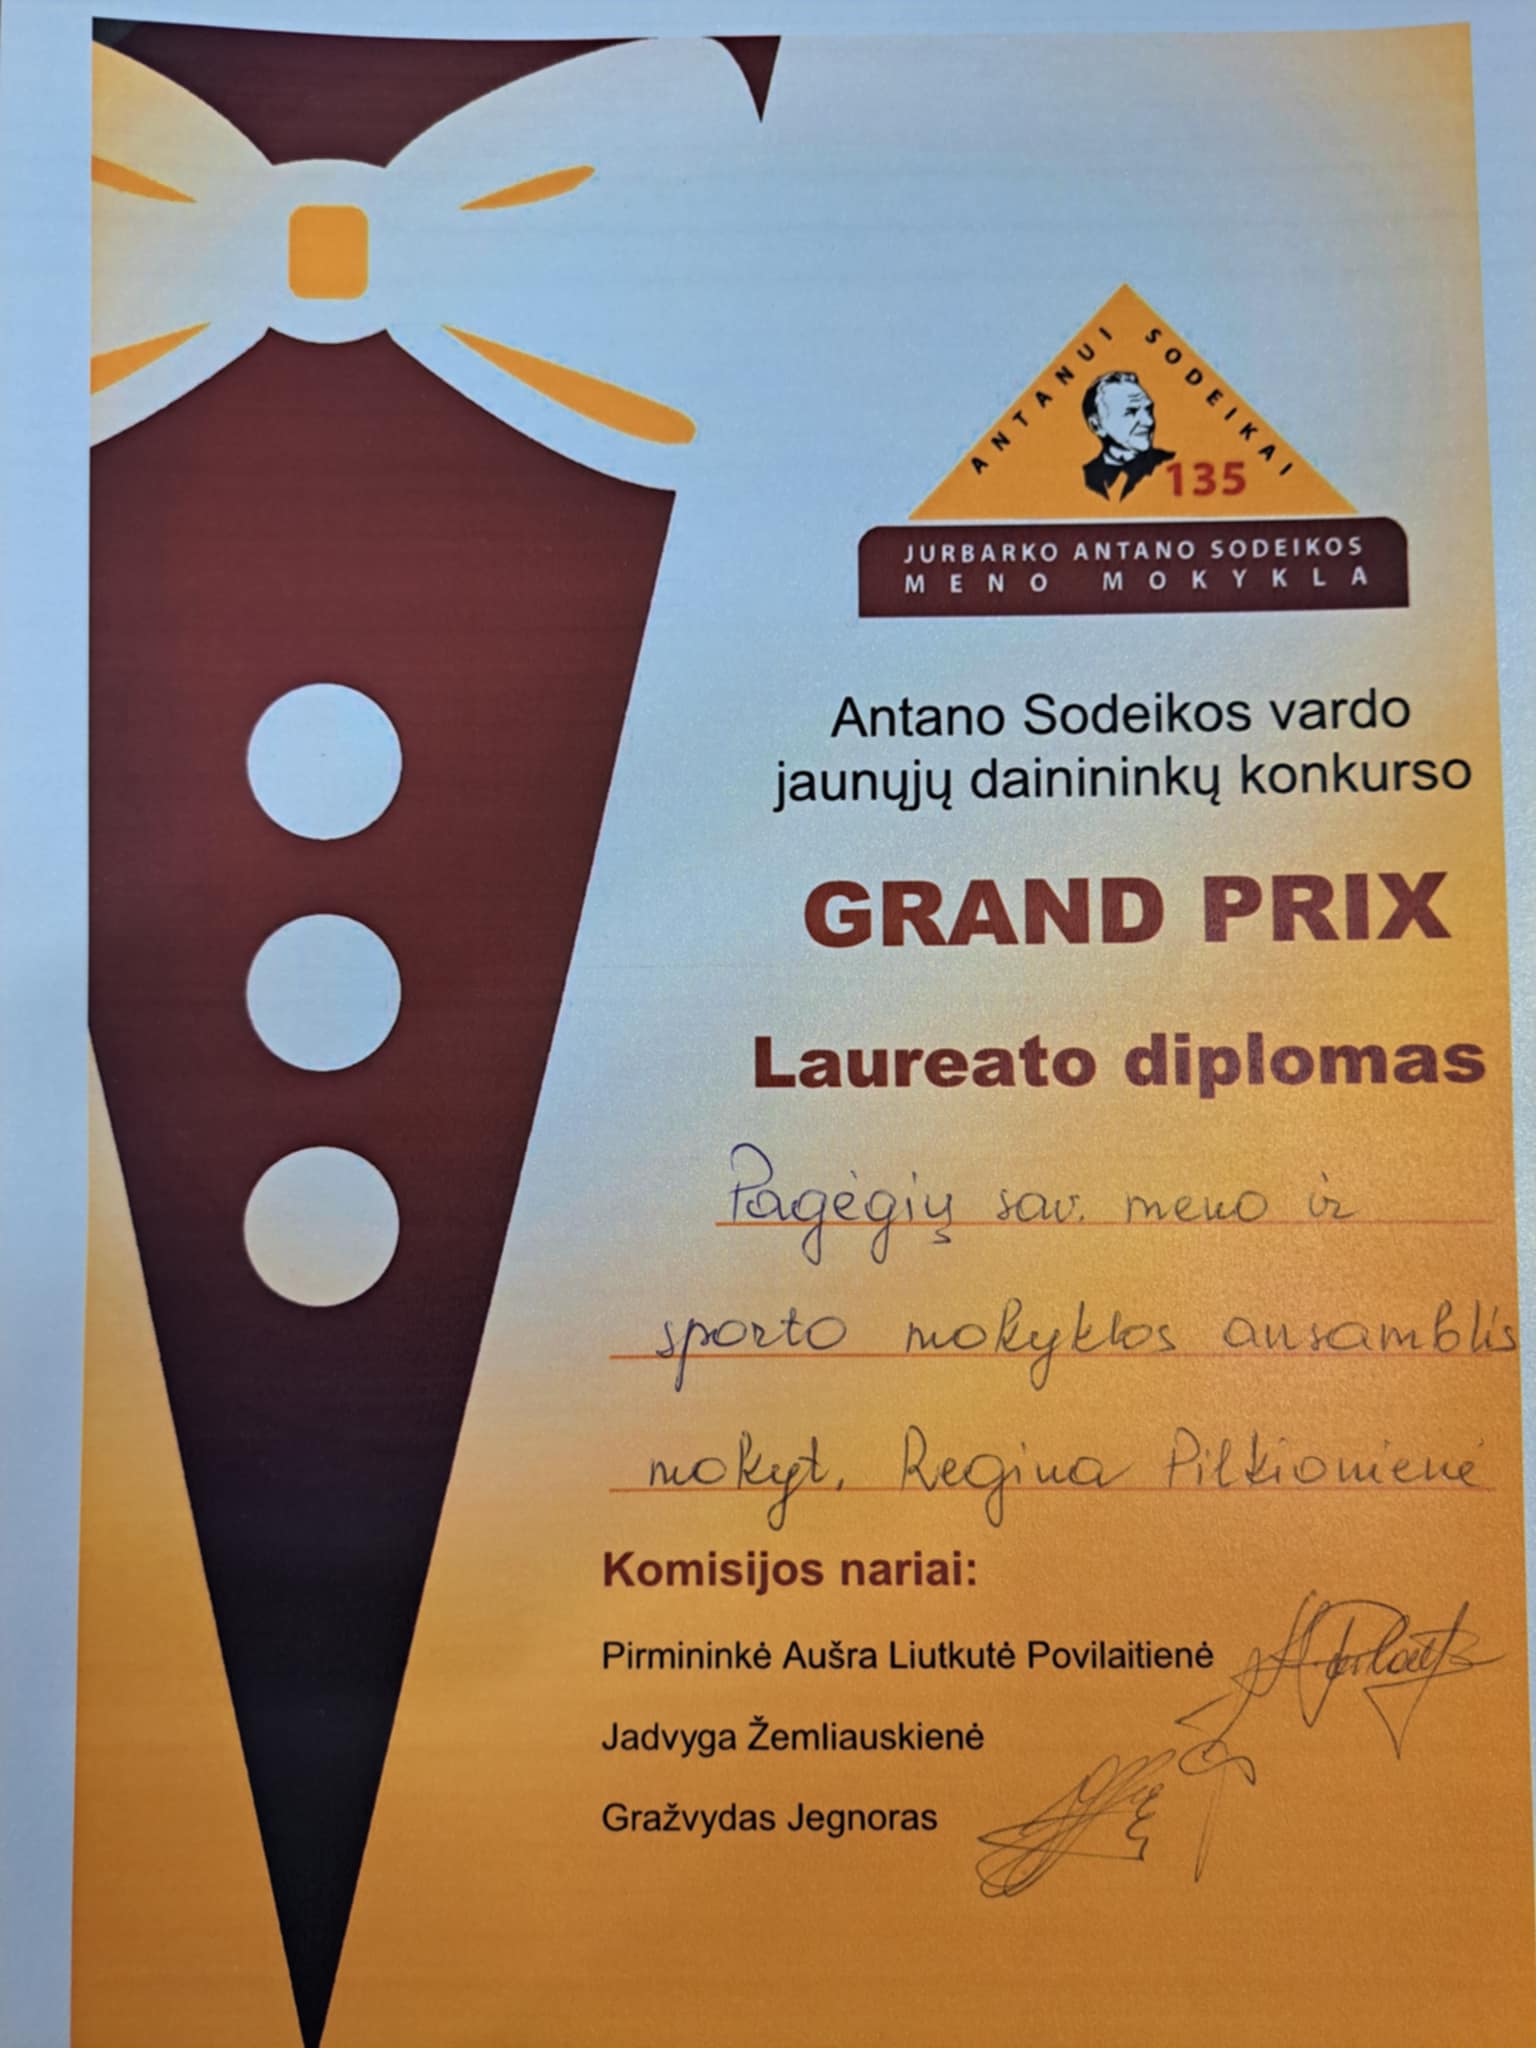 ANTANUI SODEIKAI
135
JURBARKO ANTANO SODEIKOS
MENO MOKYKLA
Antano Sodeikos vardo
jaunųjų dainininkų konkurso
GRAND PRIX
Laureato diplomas
Pagėgių sav. meno ir
sporto mokyklos ansamblis
mokyt. Regina Pilkionienė
Komisijos nariai:
Pirmininkė Aušra Liutkutė Povilaitienė
Jadvyga Žemliauskienė
Gražvydas Jegnoras